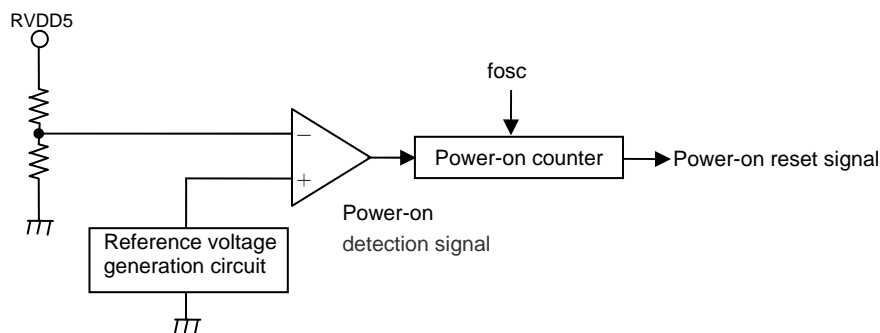 RVDD5
fosc
−
+
Power-on counter
Power-on reset signal
Power-on
detection signal
Reference voltage
generation circuit